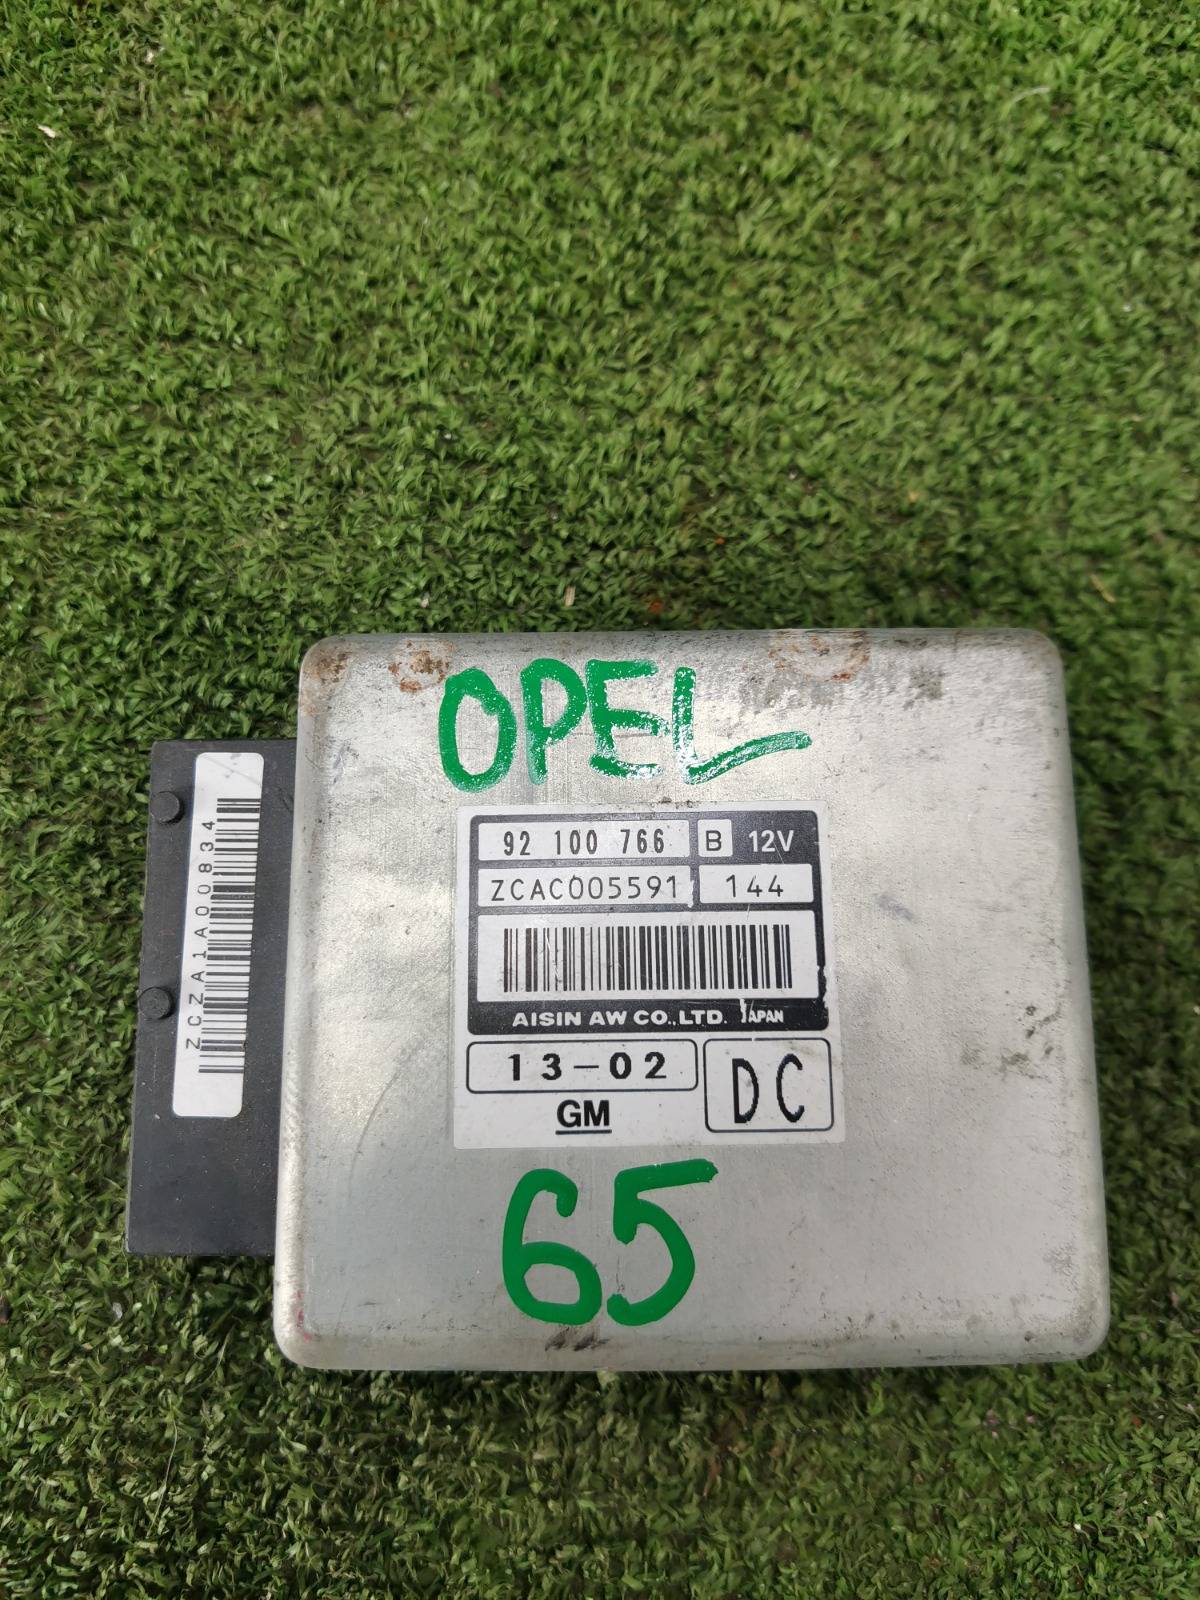 OPEL
92 100 766 B 12V
ZCAC005591 144
AISIN AW CO., LTD. JAPAN
13-02 DC
GM
65
ZCZA1A00834